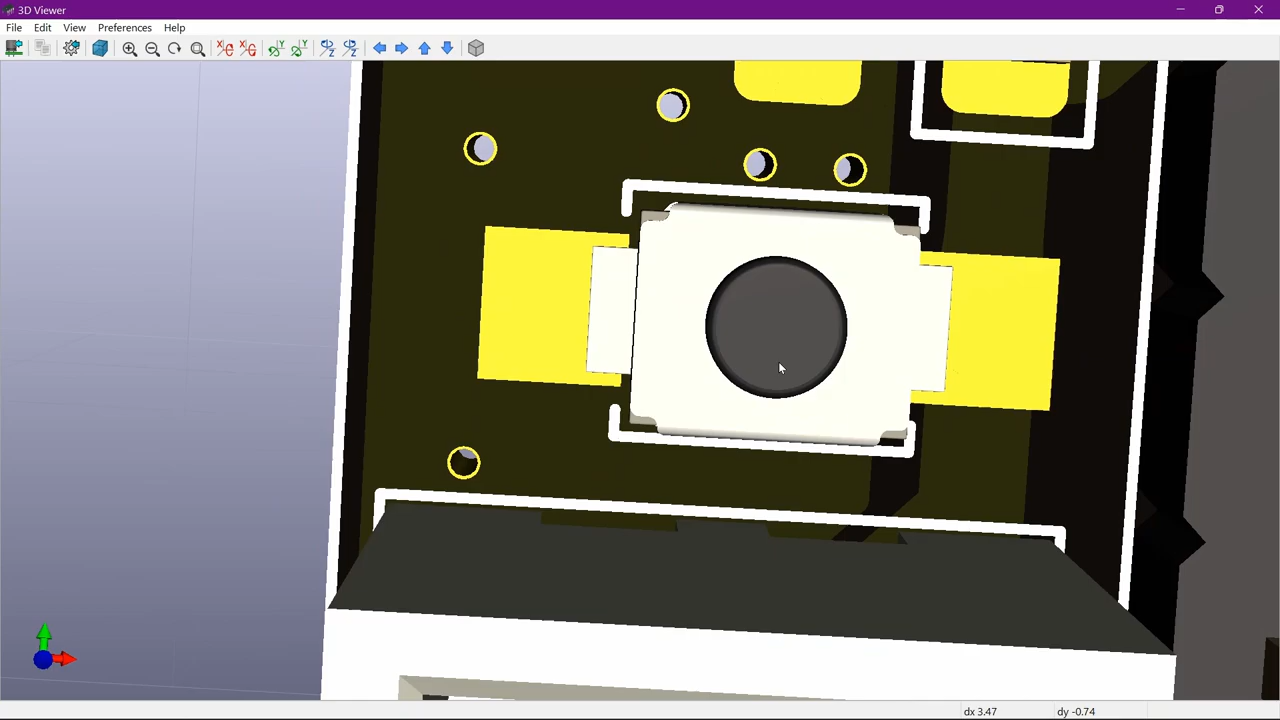 3D Viewer
File Edit View Preferences Help
X X Y Y Z Z
dx 3.47 dy -0.74